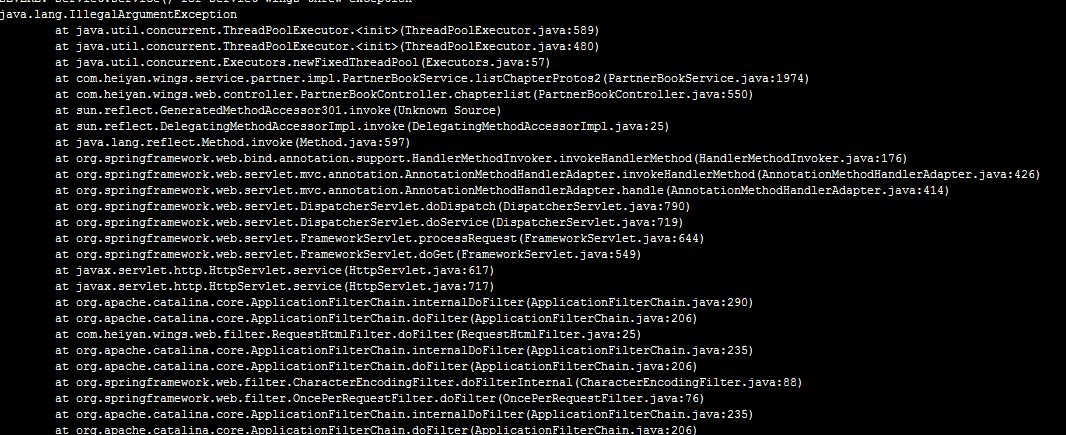 SEVERE: Servlet.service() for servlet wings threw exception
java.lang.IllegalArgumentException
at java.util.concurrent.ThreadPoolExecutor.<init>(ThreadPoolExecutor.java:589)
at java.util.concurrent.ThreadPoolExecutor.<init>(ThreadPoolExecutor.java:480)
at java.util.concurrent.Executors.newFixedThreadPool(Executors.java:57)
at com.heiyan.wings.service.partner.impl.PartnerBookService.listChapterProtos2(PartnerBookService.java:1974)
at com.heiyan.wings.web.controller.PartnerBookController.chapterlist(PartnerBookController.java:550)
at sun.reflect.GeneratedMethodAccessor301.invoke(Unknown Source)
at sun.reflect.DelegatingMethodAccessorImpl.invoke(DelegatingMethodAccessorImpl.java:25)
at java.lang.reflect.Method.invoke(Method.java:597)
at org.springframework.web.bind.annotation.support.HandlerMethodInvoker.invokeHandlerMethod(HandlerMethodInvoker.java:176)
at org.springframework.web.servlet.mvc.annotation.AnnotationMethodHandlerAdapter.invokeHandlerMethod(AnnotationMethodHandlerAdapter.java:426)
at org.springframework.web.servlet.mvc.annotation.AnnotationMethodHandlerAdapter.handle(AnnotationMethodHandlerAdapter.java:414)
at org.springframework.web.servlet.DispatcherServlet.doDispatch(DispatcherServlet.java:790)
at org.springframework.web.servlet.DispatcherServlet.doService(DispatcherServlet.java:719)
at org.springframework.web.servlet.FrameworkServlet.processRequest(FrameworkServlet.java:644)
at org.springframework.web.servlet.FrameworkServlet.doGet(FrameworkServlet.java:549)
at javax.servlet.http.HttpServlet.service(HttpServlet.java:617)
at javax.servlet.http.HttpServlet.service(HttpServlet.java:717)
at org.apache.catalina.core.ApplicationFilterChain.internalDoFilter(ApplicationFilterChain.java:290)
at org.apache.catalina.core.ApplicationFilterChain.doFilter(ApplicationFilterChain.java:206)
at com.heiyan.wings.web.filter.RequestHtmlFilter.doFilter(RequestHtmlFilter.java:25)
at org.apache.catalina.core.ApplicationFilterChain.internalDoFilter(ApplicationFilterChain.java:235)
at org.apache.catalina.core.ApplicationFilterChain.doFilter(ApplicationFilterChain.java:206)
at org.springframework.web.filter.CharacterEncodingFilter.doFilterInternal(CharacterEncodingFilter.java:88)
at org.springframework.web.filter.OncePerRequestFilter.doFilter(OncePerRequestFilter.java:76)
at org.apache.catalina.core.ApplicationFilterChain.internalDoFilter(ApplicationFilterChain.java:235)
at org.apache.catalina.core.ApplicationFilterChain.doFilter(ApplicationFilterChain.java:206)